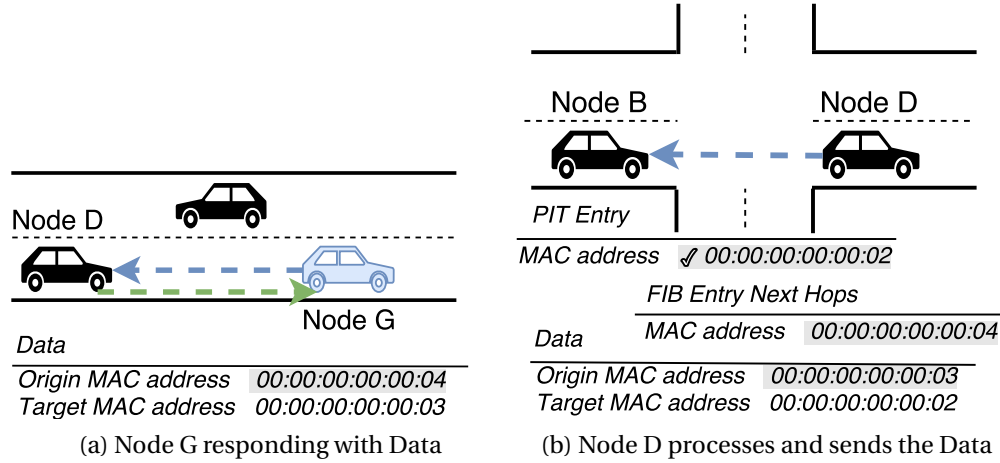 Node D
Node G
Data
Origin MAC address 00:00:00:00:00:04
Target MAC address 00:00:00:00:00:03
(a) Node G responding with Data
Node B Node D
PIT Entry
MAC address ✓ 00:00:00:00:00:02
FIB Entry Next Hops
MAC address 00:00:00:00:00:04
Data
Origin MAC address 00:00:00:00:00:03
Target MAC address 00:00:00:00:00:02
(b) Node D processes and sends the Data